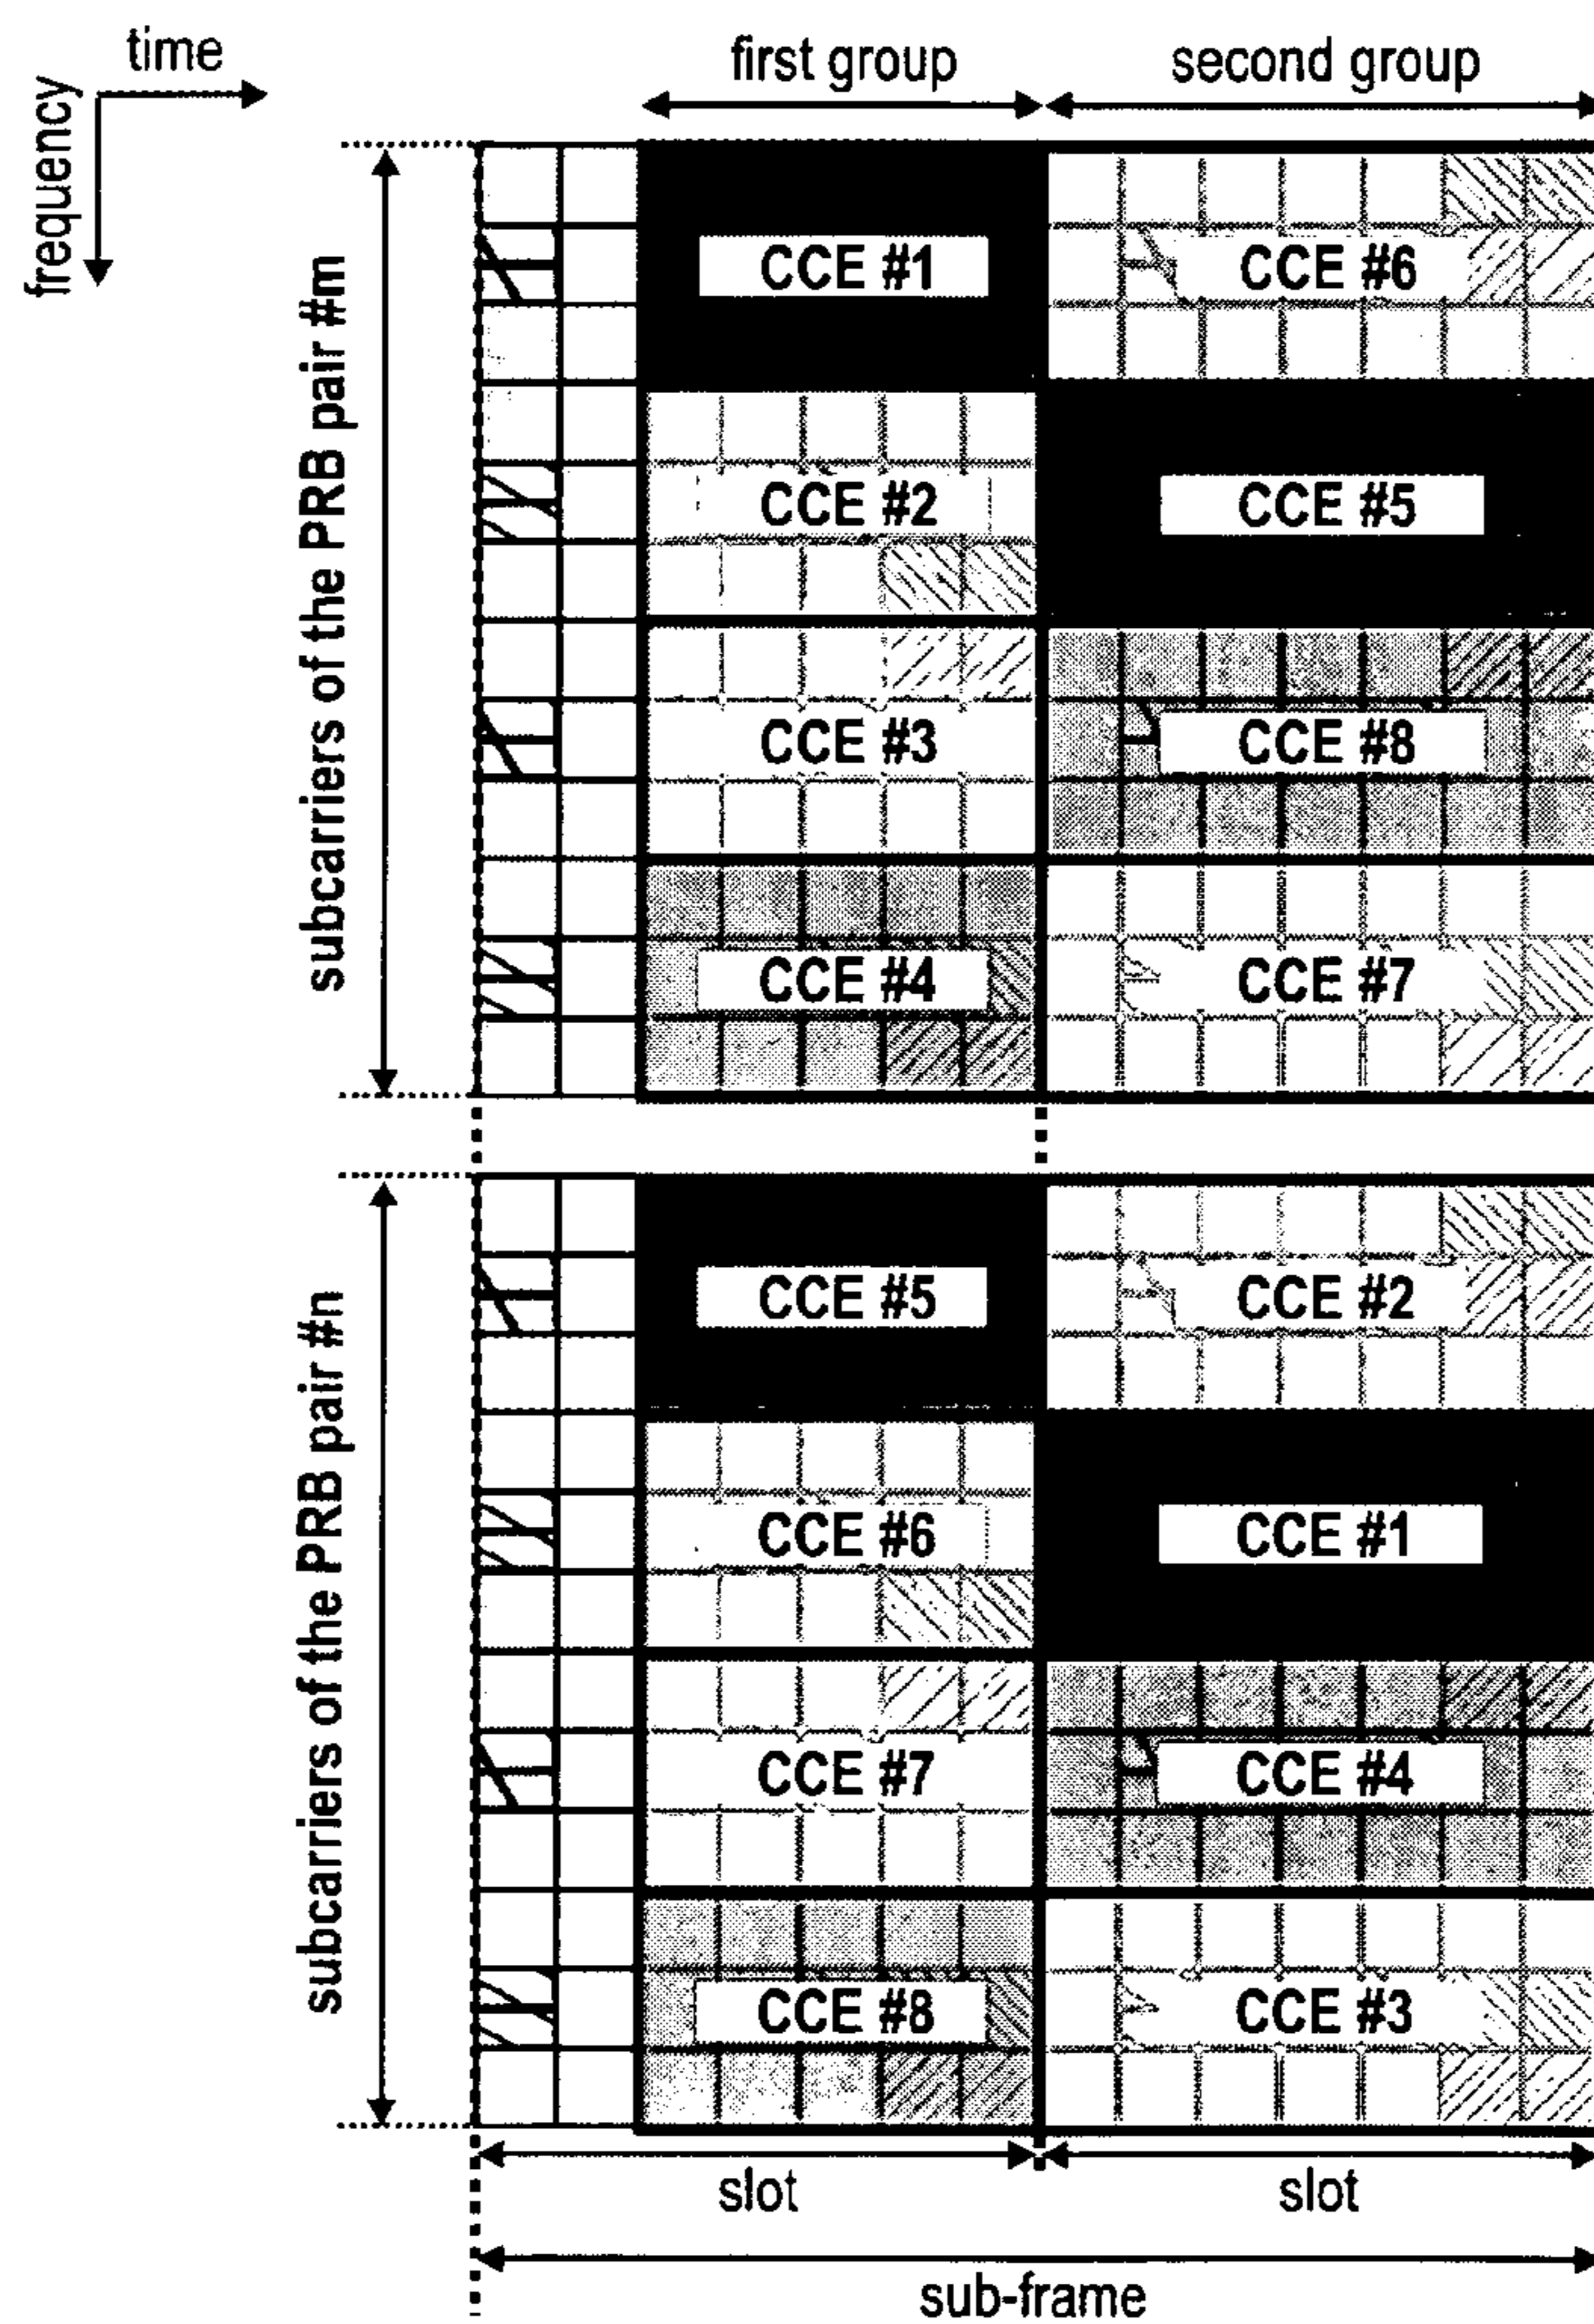 time
frequency
first group
second group
subcarriers of the PRB pair #m
CCE #1
CCE #6
CCE #2
CCE #5
CCE #3
CCE #8
CCE #4
CCE #7
subcarriers of the PRB pair #n
CCE #5
CCE #2
CCE #6
CCE #1
CCE #7
CCE #4
CCE #8
CCE #3
slot
slot
sub-frame